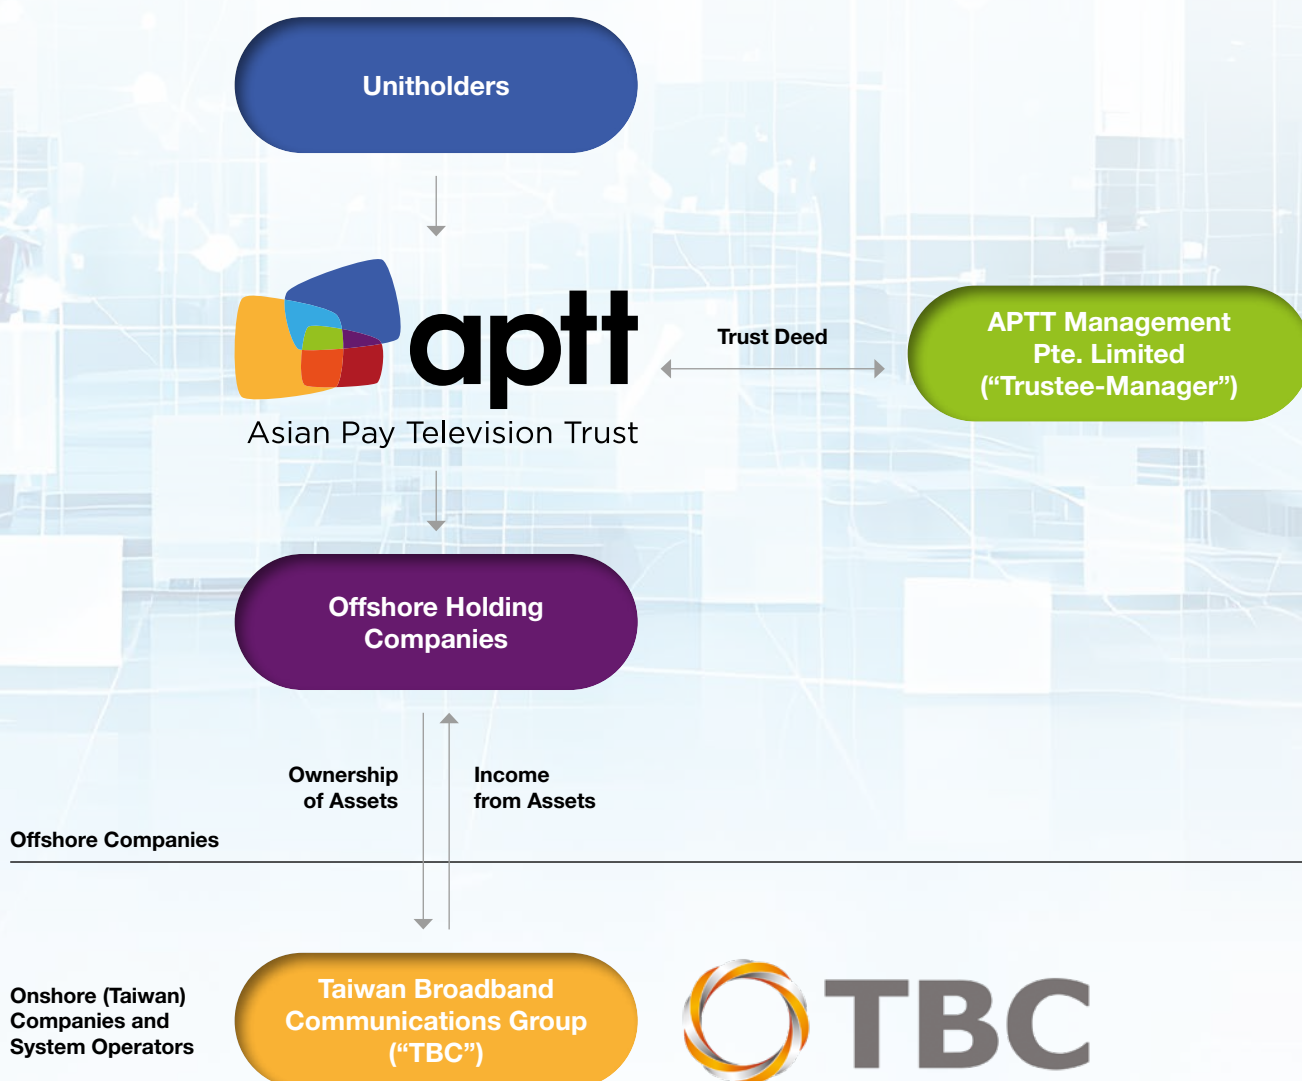 Unitholders
aptt
Asian Pay Television Trust
Trust Deed
APTT Management
Pte. Limited
(“Trustee-Manager”)
Offshore Holding
Companies
Ownership
of Assets
Income
from Assets
Offshore Companies
Onshore (Taiwan)
Companies and
System Operators
Taiwan Broadband
Communications Group
(“TBC”)
TBC